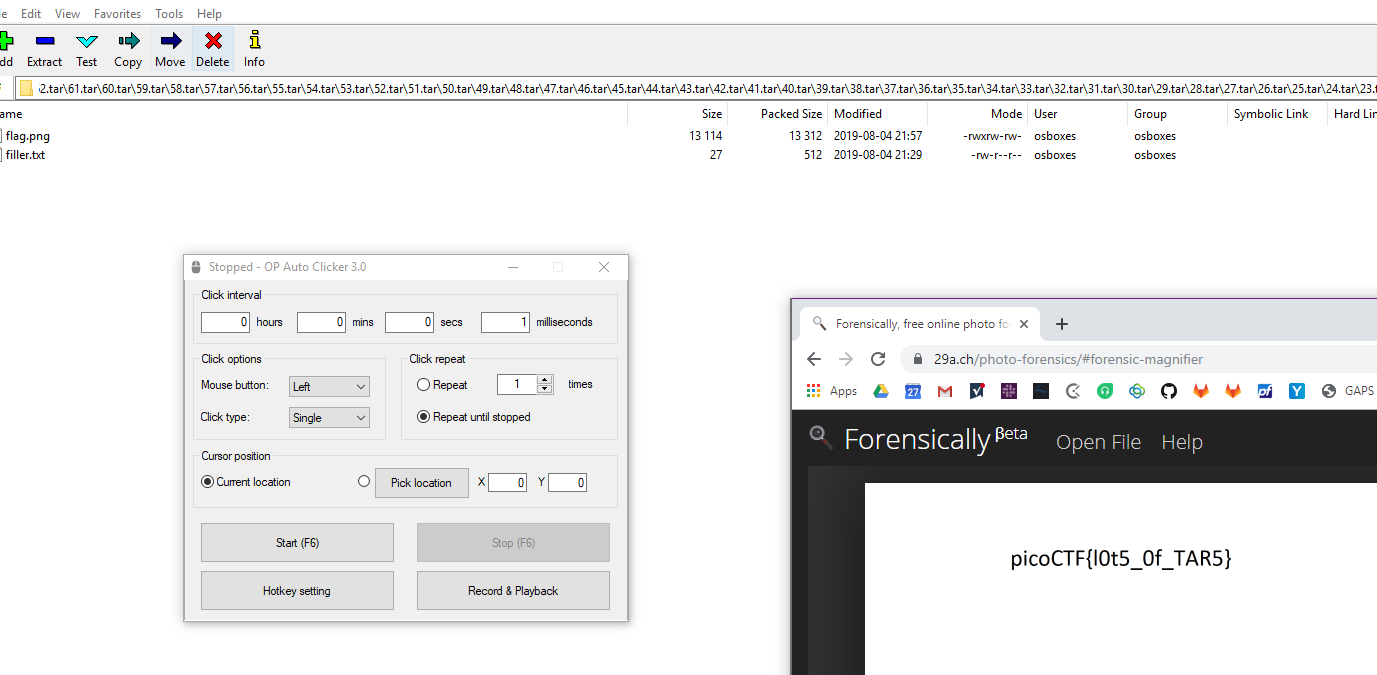 Edit View Favorites Tools Help
Extract Test Copy Move Delete Info
2.tar\61.tar\60.tar\59.tar\58.tar\57.tar\56.tar\55.tar\54.tar\53.tar\52.tar\51.tar\50.tar\49.tar\48.tar\47.tar\46.tar\45.tar\44.tar\43.tar\42.tar\41.tar\40.tar\39.tar\38.tar\37.tar\36.tar\35.tar\34.tar\33.tar\32.tar\31.tar\30.tar\29.tar\28.tar\27.tar\26.tar\25.tar\24.tar\23.t
ame Size Packed Size Modified Mode User Group Symbolic Link Hard Lin
flag.png 13 114 13 312 2019-08-04 21:57 -rwxrw-rw- osboxes osboxes
filler.txt 27 512 2019-08-04 21:29 -rw-r--r-- osboxes osboxes
Stopped - OP Auto Clicker 3.0
Click interval
0 hours 0 mins 0 secs 1 milliseconds
Click options
Mouse button: Left
Click type: Single
Click repeat
Repeat 1 times
Repeat until stopped
Cursor position
Current location Pick location X 0 Y 0
Start (F6) Stop (F6)
Hotkey setting Record & Playback
Forensically, free online photo fo
29a.ch/photo-forensics/#forensic-magnifier
Apps 27 GAPS
Forensically βeta Open File Help
picoCTF{l0t5_0f_TAR5}